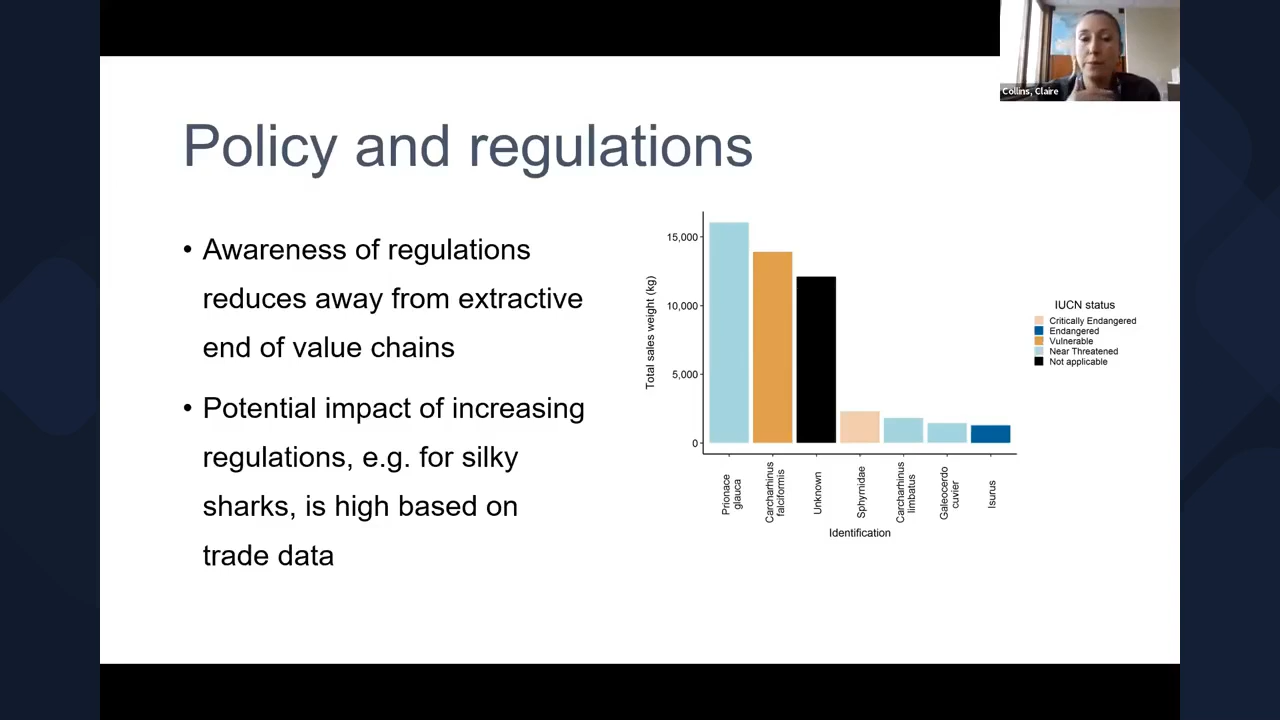 Collins, Claire
Policy and regulations
• Awareness of regulations
reduces away from extractive
end of value chains
• Potential impact of increasing
regulations, e.g. for silky
sharks, is high based on
trade data
Total sales weight (kg)
15,000
10,000
5,000
0
Prionace
glauca
Carcharhinus
falciformis
Unknown
Sphyrnidae
Carcharhinus
limbatus
Galeocerdo
cuvier
Isurus
Identification
IUCN status
Critically Endangered
Endangered
Vulnerable
Near Threatened
Not applicable